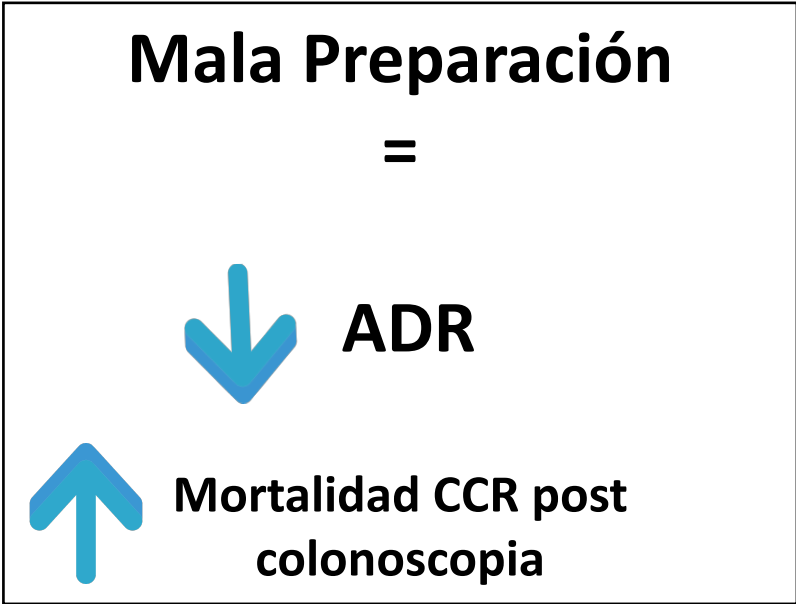 Mala Preparación
=
ADR
Mortalidad CCR post
colonoscopia